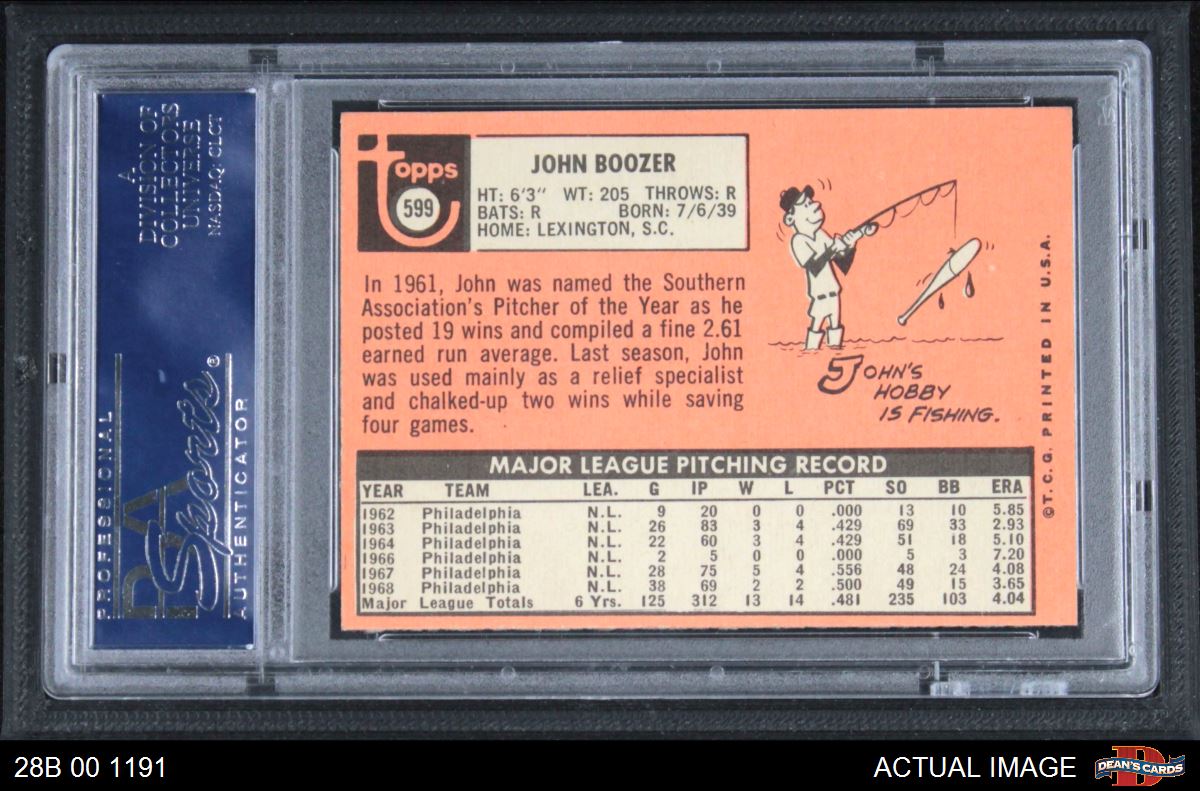 A
DIVISION OF
COLLECTORS
UNIVERSE
NASDAQ: CLCT
PROFESSIONAL
PSA
Sports®
AUTHENTICATOR
topps
599
JOHN BOOZER
HT: 6'3" WT: 205 THROWS: R
BATS: R BORN: 7/6/39
HOME: LEXINGTON, S.C.
In 1961, John was named the Southern
Association's Pitcher of the Year as he
posted 19 wins and compiled a fine 2.61
earned run average. Last season, John
was used mainly as a relief specialist
and chalked-up two wins while saving
four games.
JOHN'S
HOBBY
IS FISHING.
©T. C. G. PRINTED IN U.S.A.
MAJOR LEAGUE PITCHING RECORD
YEAR TEAM LEA. G IP W L PCT SO BB ERA
1962 Philadelphia N.L. 9 20 0 0 .000 13 10 5.85
1963 Philadelphia N.L. 26 83 3 4 .429 69 33 2.93
1964 Philadelphia N.L. 22 60 3 4 .429 51 18 5.10
1966 Philadelphia N.L. 2 5 0 0 .000 5 3 7.20
1967 Philadelphia N.L. 28 75 5 4 .556 48 24 4.08
1968 Philadelphia N.L. 38 69 2 2 .500 49 15 3.65
Major League Totals 6 Yrs. 125 312 13 14 .481 235 103 4.04
28B 00 1191
ACTUAL IMAGE
D
DEAN'S CARDS